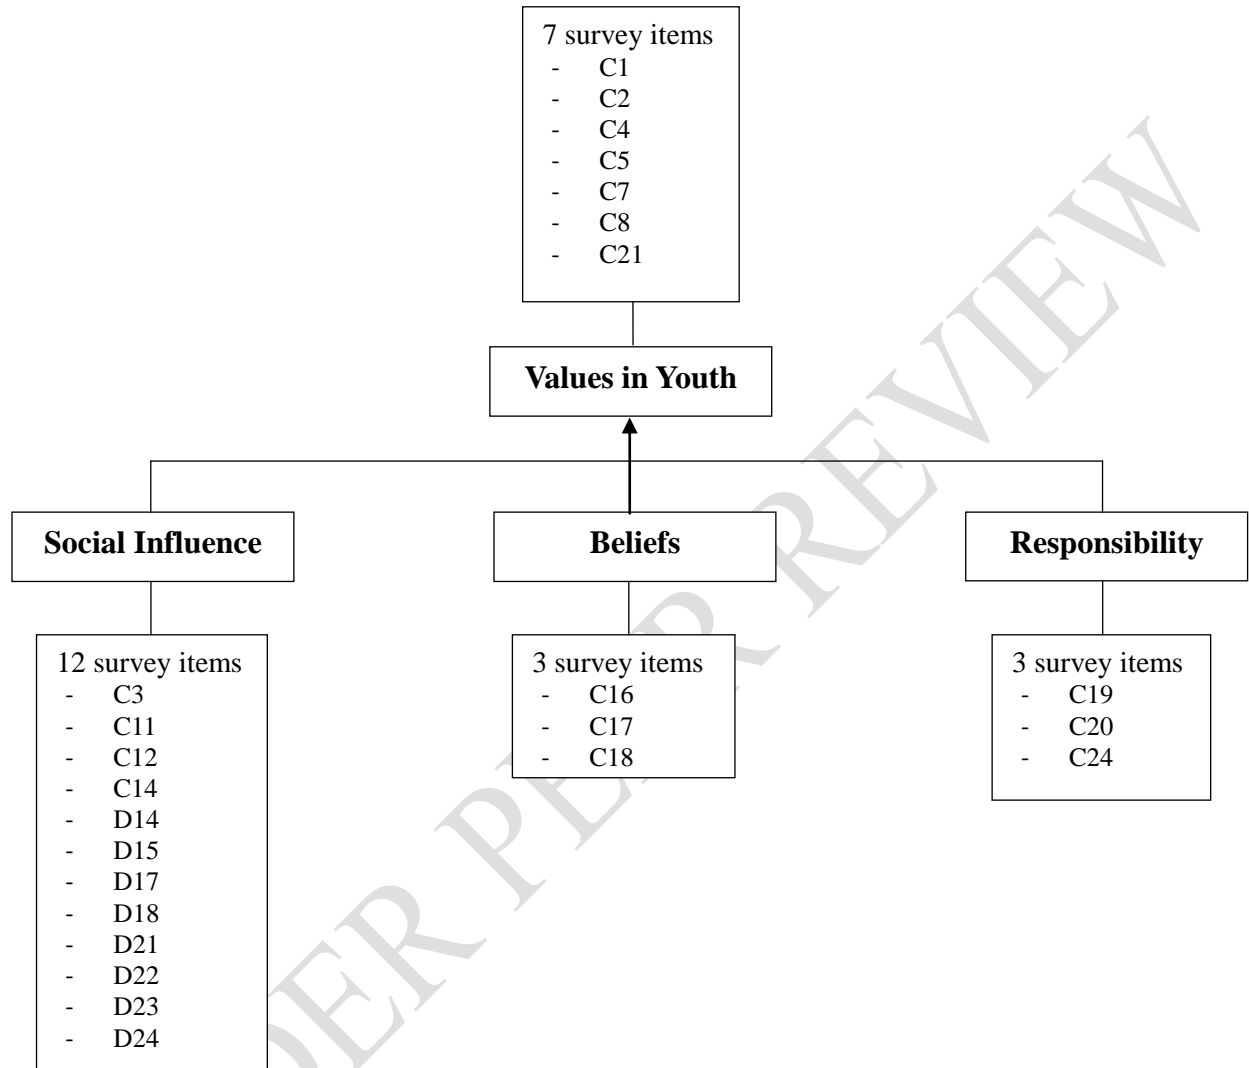 7 survey items
- C1
- C2
- C4
- C5
- C7
- C8
- C21
Values in Youth
Social Influence
Beliefs
Responsibility
12 survey items
- C3
- C11
- C12
- C14
- D14
- D15
- D17
- D18
- D21
- D22
- D23
- D24
3 survey items
- C16
- C17
- C18
3 survey items
- C19
- C20
- C24
DER PEER REVIEW